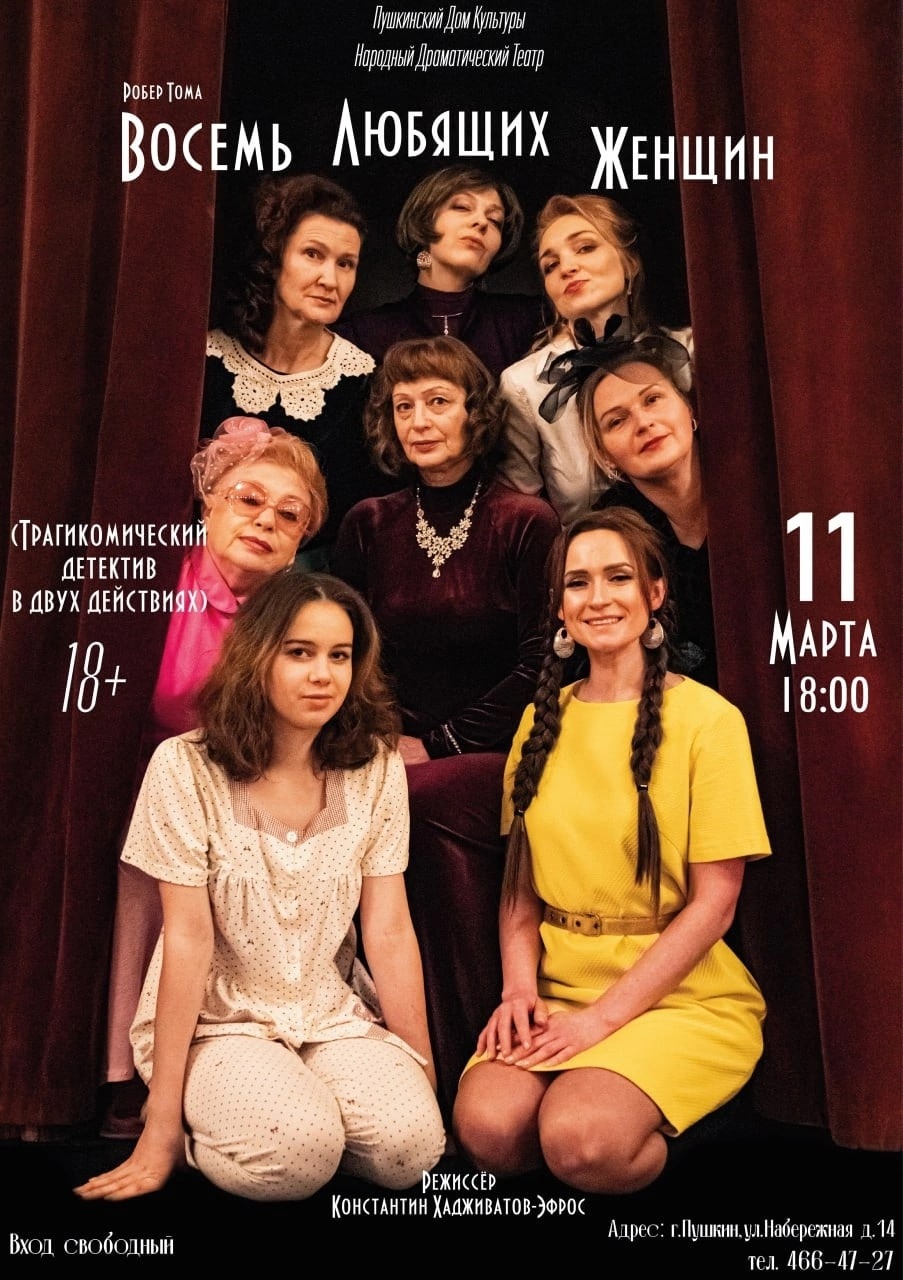 Пушкинский Дом Культуры
Народный Драматический Театр
Робер Тома
Восемь Любящих Женщин
(Трагикомический
детектив
в двух действиях)
18+
11
Марта
18:00
Режиссёр
Константин Хадживатов-Эфрос
Вход свободный
Адрес: г.Пушкин,ул.Набережная д.14
тел. 466-47-27